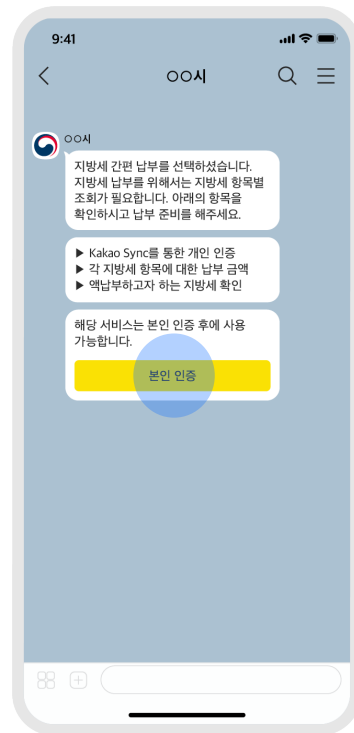 9:41
○○시
○○시
지방세 간편 납부를 선택하셨습니다.
지방세 납부를 위해서는 지방세 항목별
조회가 필요합니다. 아래의 항목을
확인하시고 납부 준비를 해주세요.
▶ Kakao Sync를 통한 개인 인증
▶ 각 지방세 항목에 대한 납부 금액
▶ 액납부하고자 하는 지방세 확인
해당 서비스는 본인 인증 후에 사용
가능합니다.
본인 인증